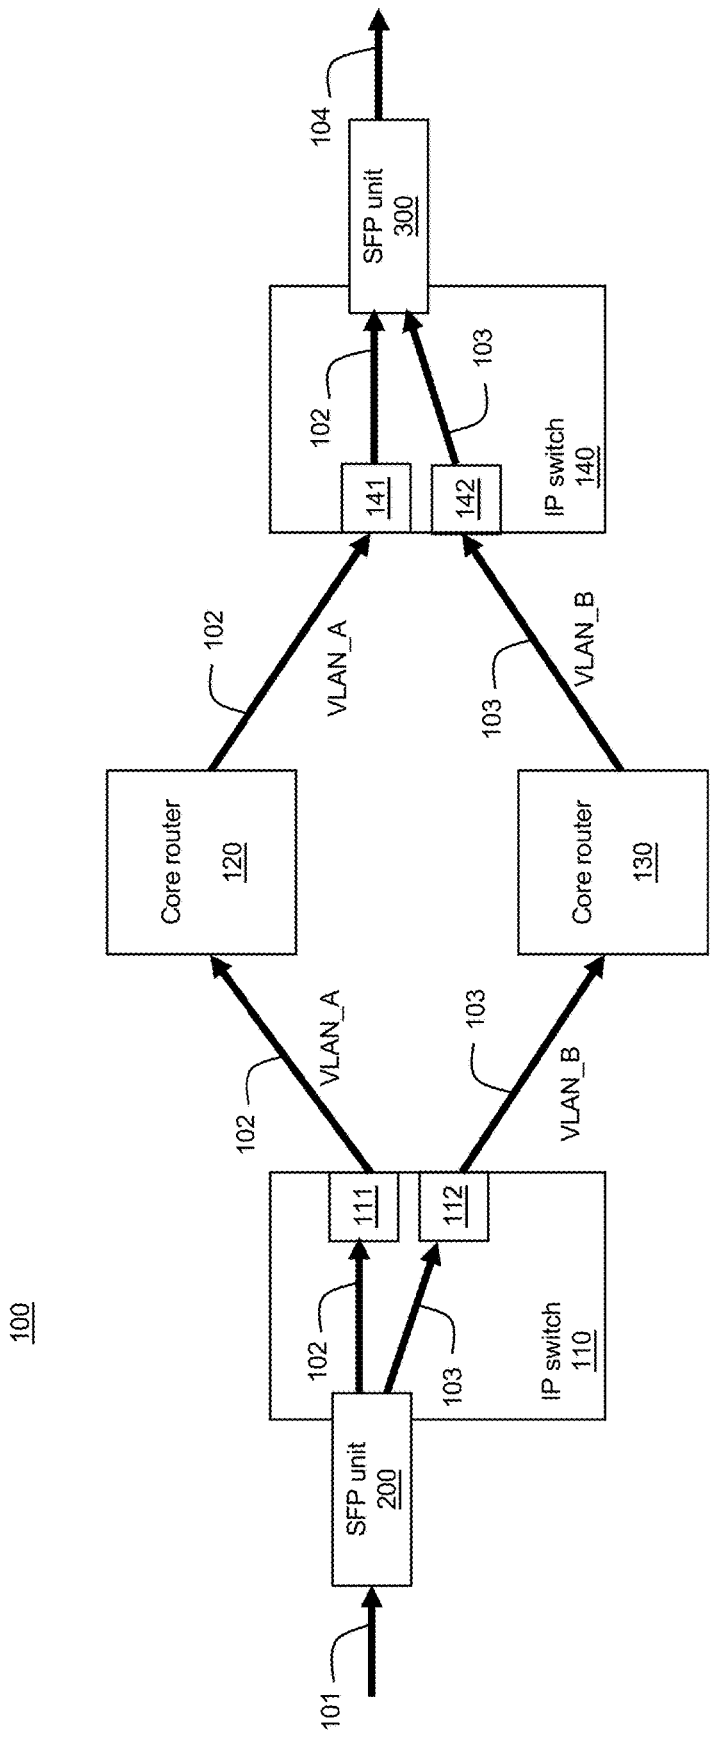 100
101
SFP unit
200
102
103
111
112
IP switch
110
102
VLAN_A
103
VLAN_B
Core router
120
Core router
130
102
VLAN_A
103
VLAN_B
141
142
102
103
IP switch
140
SFP unit
300
104